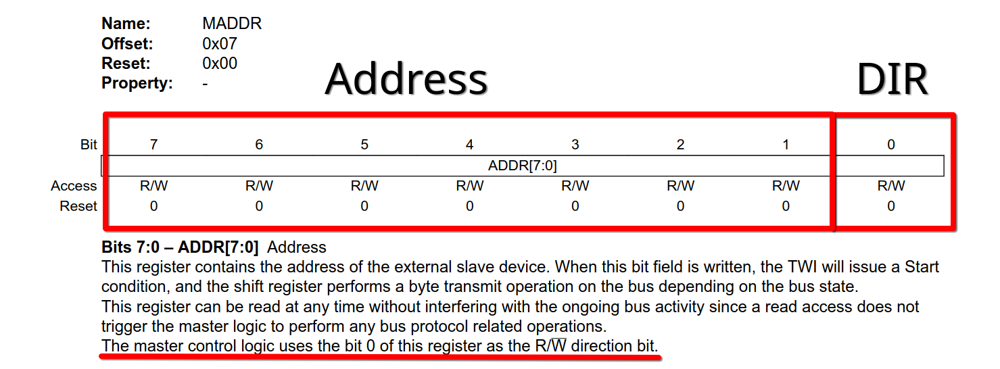 Name: MADDR
Offset: 0x07
Reset: 0x00
Property: -
Address DIR
Bit 7 6 5 4 3 2 1 0
ADDR[7:0]
Access R/W R/W R/W R/W R/W R/W R/W R/W
Reset 0 0 0 0 0 0 0 0
Bits 7:0 – ADDR[7:0] Address
This register contains the address of the external slave device. When this bit field is written, the TWI will issue a Start
condition, and the shift register performs a byte transmit operation on the bus depending on the bus state.
This register can be read at any time without interfering with the ongoing bus activity since a read access does not
trigger the master logic to perform any bus protocol related operations.
The master control logic uses the bit 0 of this register as the R/W̅ direction bit.